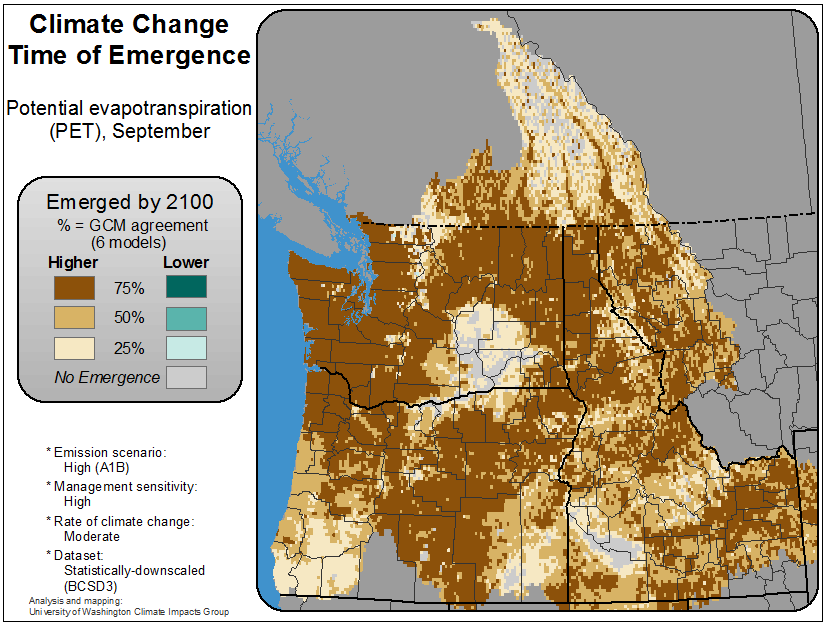 Climate Change
Time of Emergence
Potential evapotranspiration
(PET), September
Emerged by 2100
% = GCM agreement
(6 models)
Higher Lower
75%
50%
25%
No Emergence
* Emission scenario:
High (A1B)
* Management sensitivity:
High
* Rate of climate change:
Moderate
* Dataset:
Statistically-downscaled
(BCSD3)
Analysis and mapping:
University of Washington Climate Impacts Group